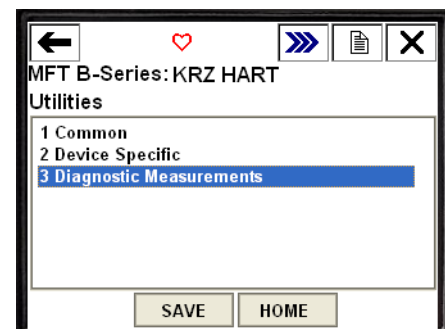 MFT B-Series: KRZ HART
Utilities
1 Common
2 Device Specific
3 Diagnostic Measurements
SAVE HOME